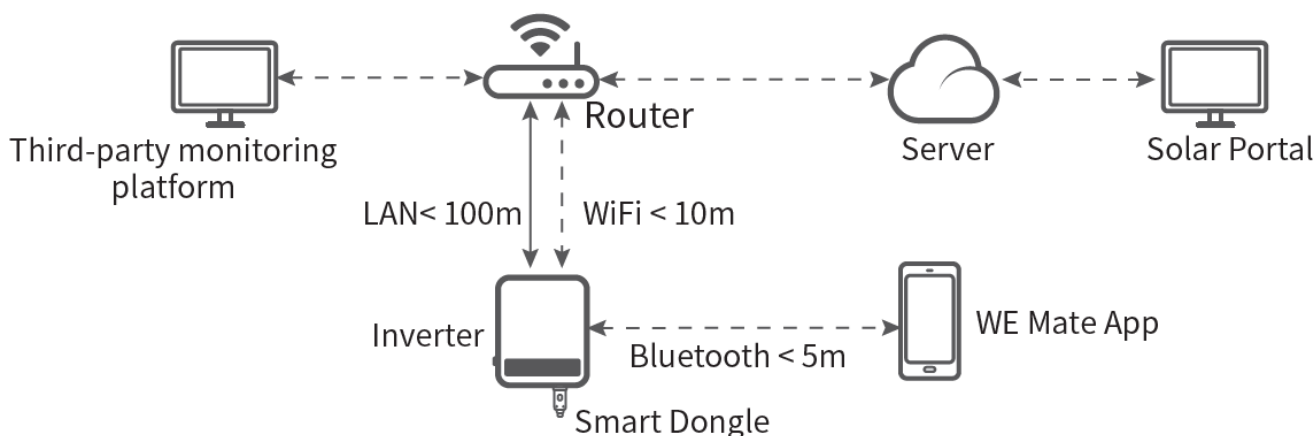 Router
Third-party monitoring
platform
Server
Solar Portal
LAN< 100m
WiFi < 10m
Inverter
WE Mate App
Bluetooth < 5m
Smart Dongle